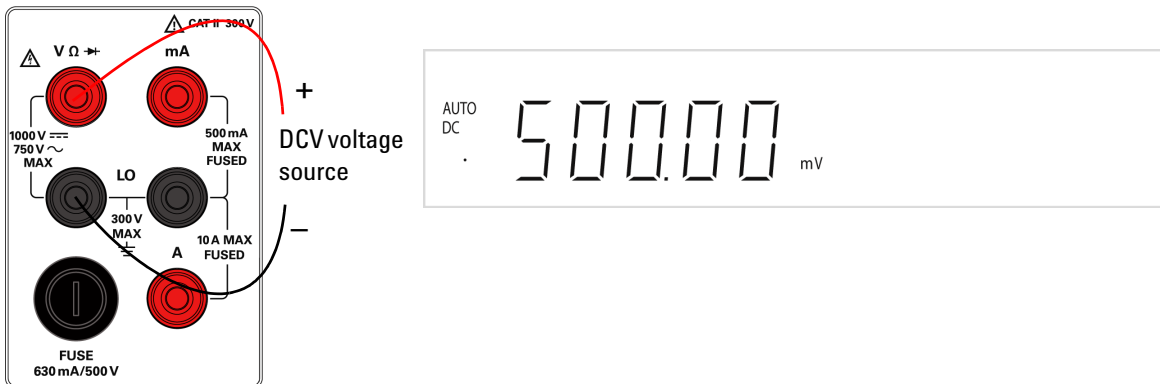 CAT II 300 V
V Ω
mA
1000 V
750 V
MAX
500 mA
MAX
FUSED
LO
300 V
MAX
10 A MAX
FUSED
A
FUSE
630 mA/500 V
+
DCV voltage
source
–
AUTO
DC
500.00 mV